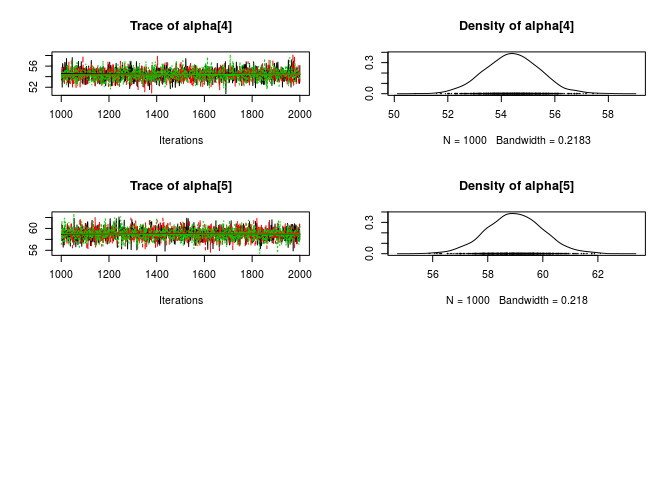 Trace of alpha[4]
52 56
1000 1200 1400 1600 1800 2000
Iterations
Density of alpha[4]
0.0 0.3
50 52 54 56 58
N = 1000 Bandwidth = 0.2183
Trace of alpha[5]
56 60
1000 1200 1400 1600 1800 2000
Iterations
Density of alpha[5]
0.0 0.3
56 58 60 62
N = 1000 Bandwidth = 0.218